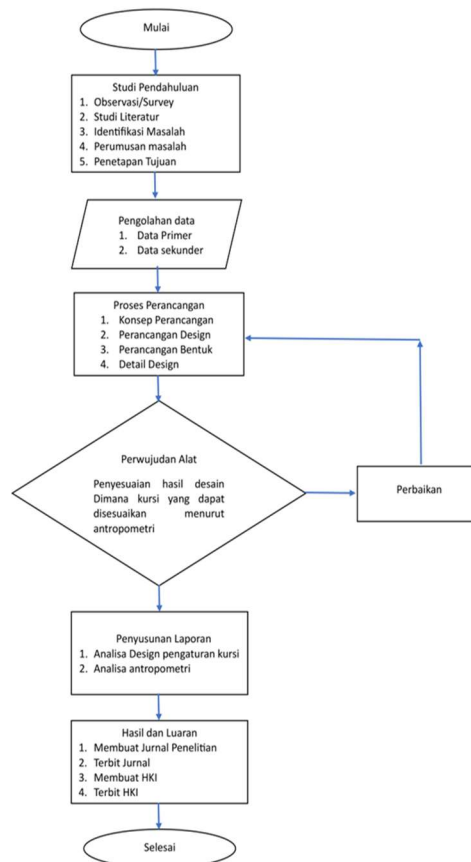 Mulai
Studi Pendahuluan
1. Observasi/Survey
2. Studi Literatur
3. Identifikasi Masalah
4. Perumusan masalah
5. Penetapan Tujuan
Pengolahan data
1. Data Primer
2. Data sekunder
Proses Perancangan
1. Konsep Perancangan
2. Perancangan Design
3. Perancangan Bentuk
4. Detail Design
Perwujudan Alat
Penyesuaian hasil desain
Dimana kursi yang dapat
disesuaikan menurut
antropometri
Perbaikan
Penyusunan Laporan
1. Analisa Design pengaturan kursi
2. Analisa antropometri
Hasil dan Luaran
1. Membuat Jurnal Penelitian
2. Terbit Jurnal
3. Membuat HKI
4. Terbit HKI
Selesai